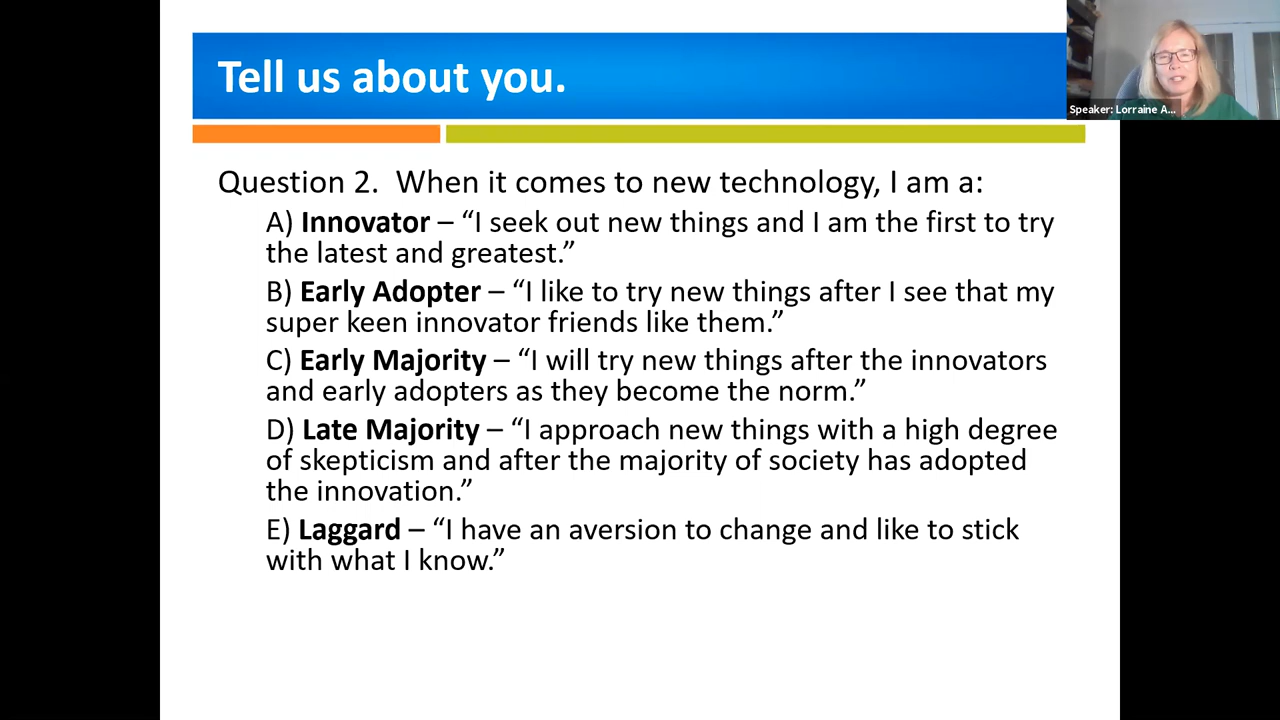 Tell us about you.
Speaker: Lorraine A...
Question 2.  When it comes to new technology, I am a:
A) Innovator – “I seek out new things and I am the first to try
the latest and greatest.”
B) Early Adopter – “I like to try new things after I see that my
super keen innovator friends like them.”
C) Early Majority – “I will try new things after the innovators
and early adopters as they become the norm.”
D) Late Majority – “I approach new things with a high degree
of skepticism and after the majority of society has adopted
the innovation.”
E) Laggard – “I have an aversion to change and like to stick
with what I know.”